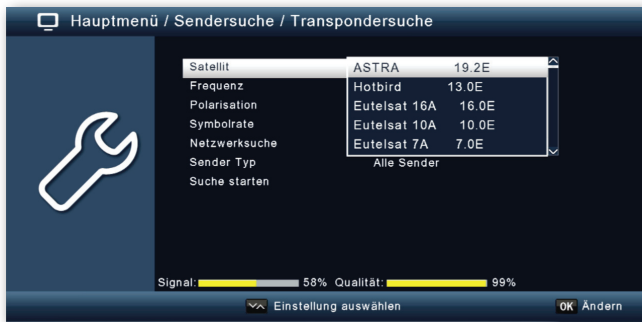 Hauptmenü / Sendersuche / Transpondersuche
Satellit
ASTRA 19.2E
Frequenz
Hotbird 13.0E
Polarisation
Eutelsat 16A 16.0E
Symbolrate
Eutelsat 10A 10.0E
Netzwerksuche
Eutelsat 7A 7.0E
Sender Typ Alle Sender
Suche starten
Signal: 58% Qualität: 99%
Einstellung auswählen OK Ändern